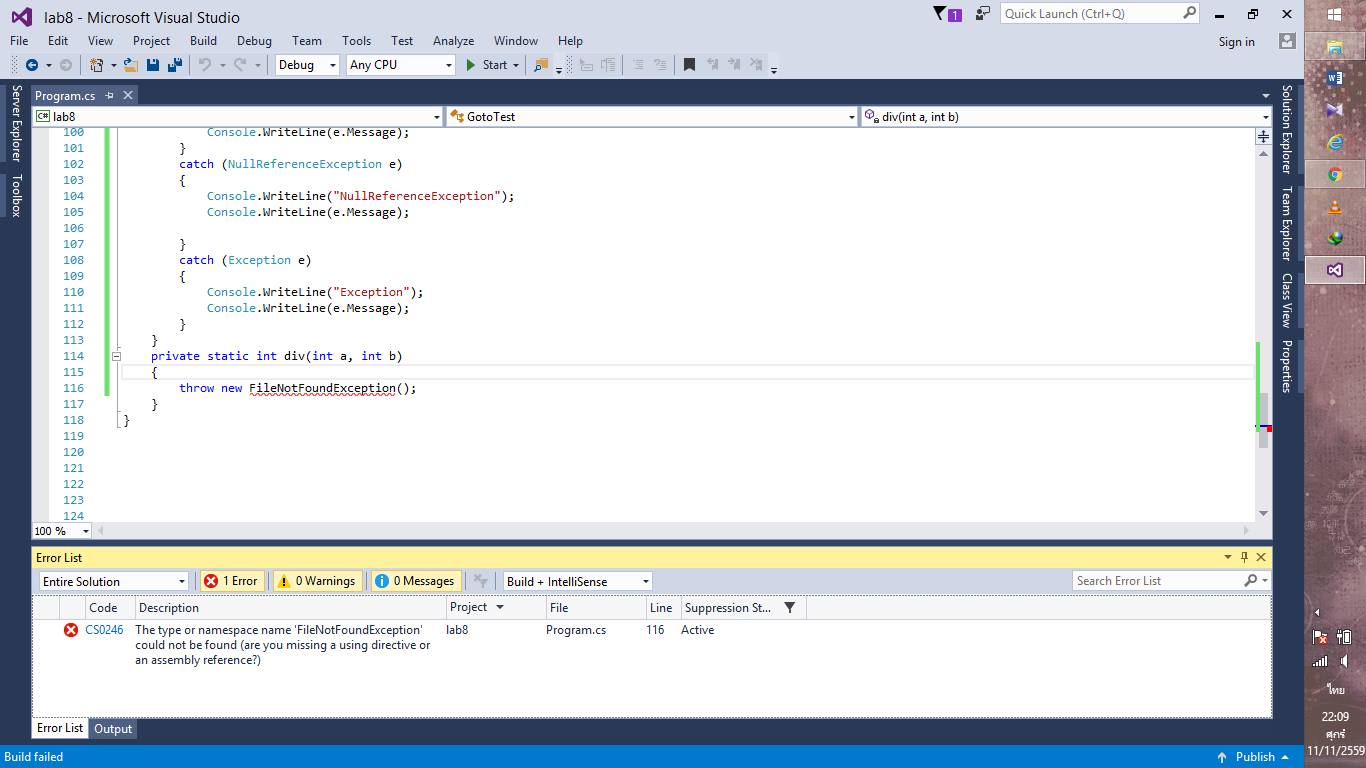 lab8 - Microsoft Visual Studio
1
Quick Launch (Ctrl+Q)
File Edit View Project Build Debug Team Tools Test Analyze Window Help
Sign in
Debug Any CPU Start
Server Explorer
Toolbox
Program.cs
lab8 GotoTest div(int a, int b)
100 Console.WriteLine(e.Message);
101 }
102 catch (NullReferenceException e)
103 {
104 Console.WriteLine("NullReferenceException");
105 Console.WriteLine(e.Message);
106
107 }
108 catch (Exception e)
109 {
110 Console.WriteLine("Exception");
111 Console.WriteLine(e.Message);
112 }
113 }
114 private static int div(int a, int b)
115 {
116 throw new FileNotFoundException();
117 }
118 }
119
120
121
122
123
124
100 %
Solution Explorer
Team Explorer
Class View
Properties
Error List
Entire Solution 1 Error 0 Warnings 0 Messages Build + IntelliSense Search Error List
Code Description Project File Line Suppression St...
CS0246 The type or namespace name 'FileNotFoundException' lab8 Program.cs 116 Active
could not be found (are you missing a using directive or
an assembly reference?)
Error List Output
Build failed
Publish
ไทย
22:09
ศุกร์
11/11/2559